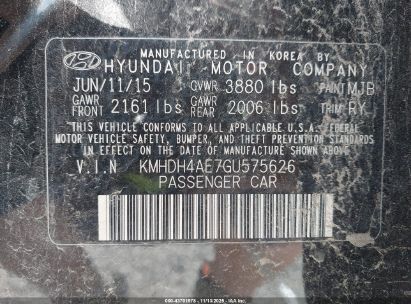 MANUFACTURED IN KOREA BY
HYUNDAI MOTOR COMPANY
JUN/11/15 GVWR 3880 lbs PAINT MJB
GAWR FRONT 2161 lbs GAWR REAR 2006 lbs TRIM RY
THIS VEHICLE CONFORMS TO ALL APPLICABLE U.S.A. FEDERAL
MOTOR VEHICLE SAFETY, BUMPER, AND THEFT PREVENTION
STANDARDS IN EFFECT ON THE DATE OF MANUFACTURE
SHOWN ABOVE
V.I.N KMHDH4AE7GU575626
PASSENGER CAR